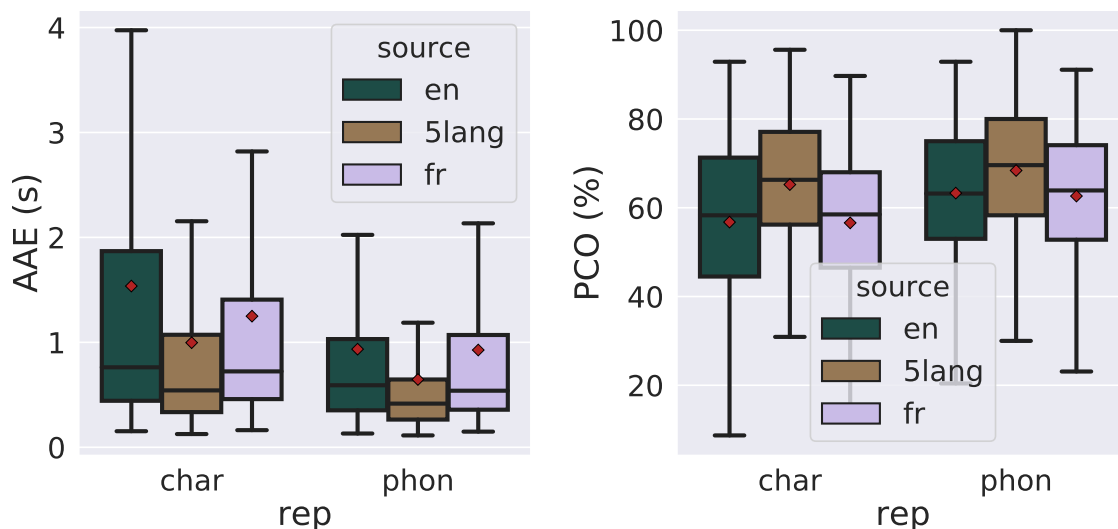 AAE (s)
4
3
2
1
0
source
en
5lang
fr
char
phon
rep
PCO (%)
100
80
60
40
20
source
en
5lang
fr
char
phon
rep